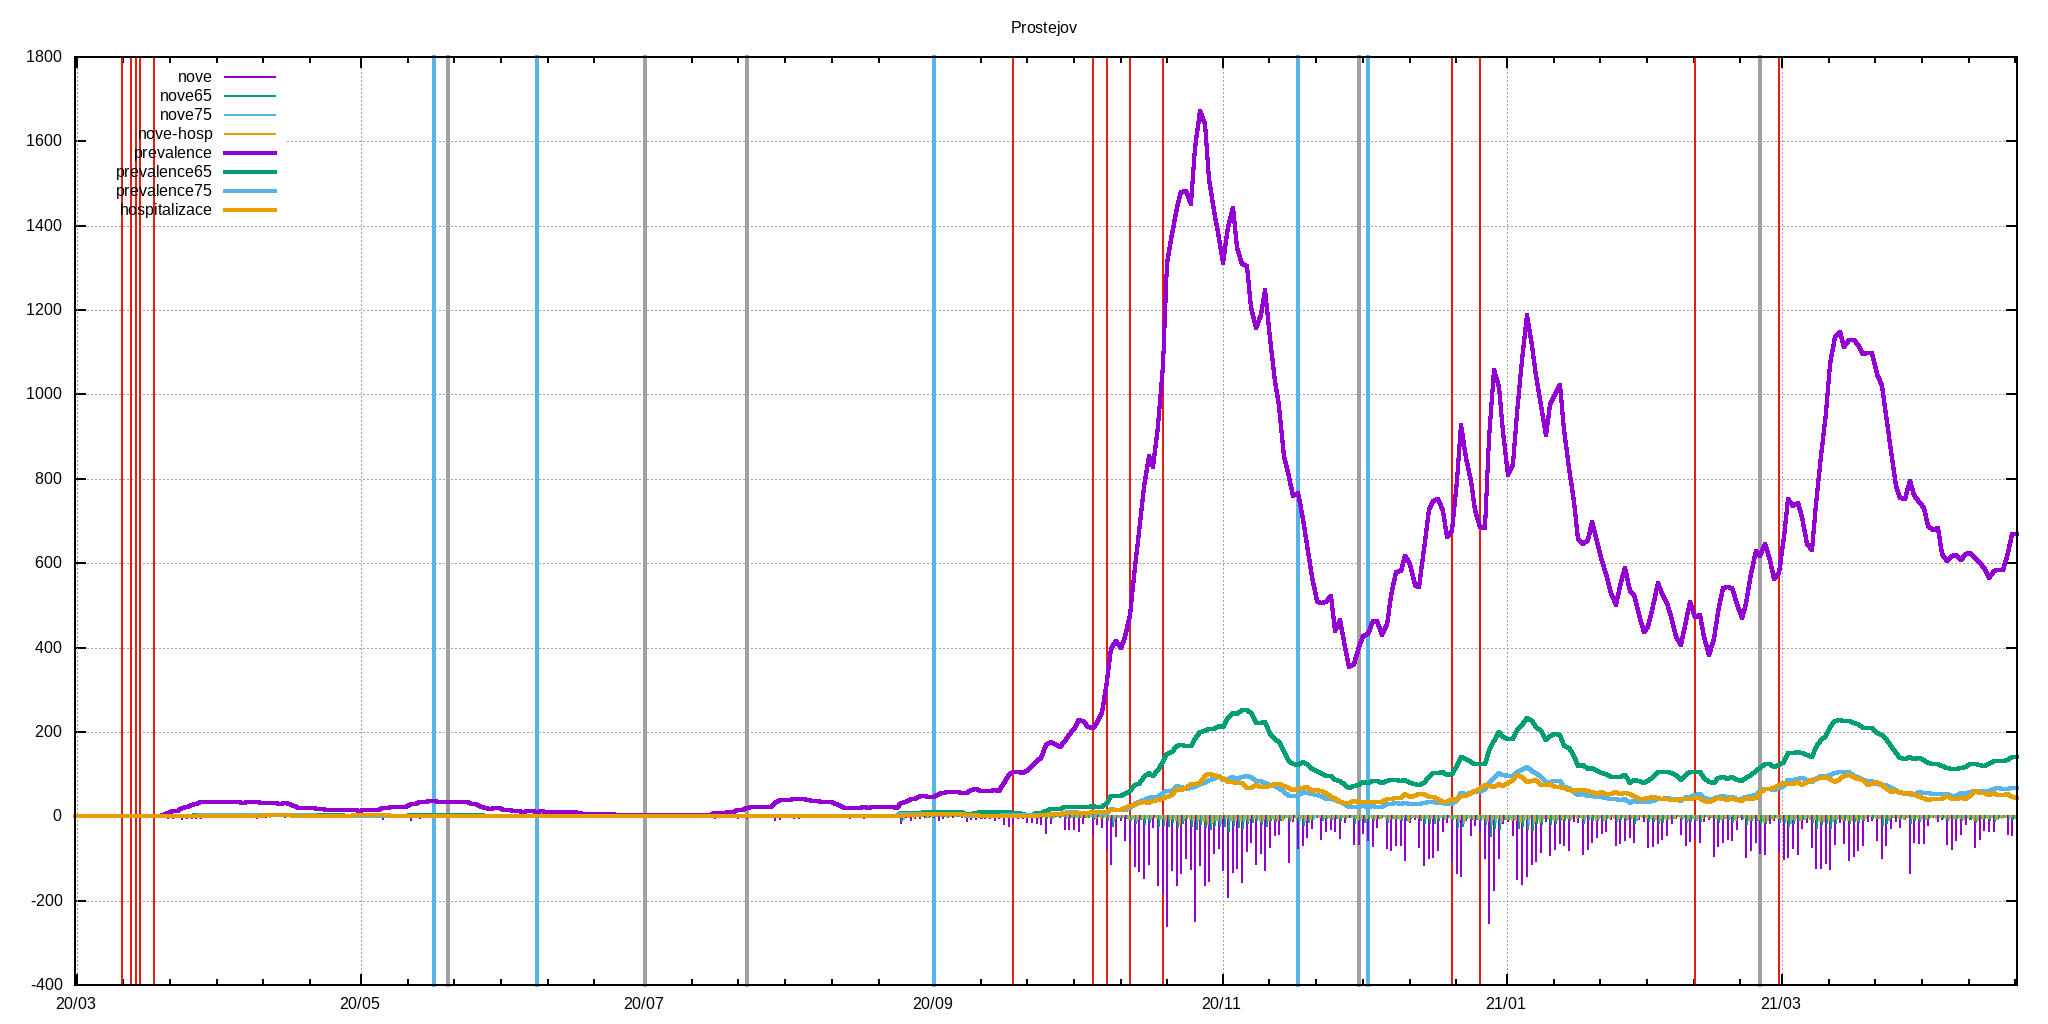 Prostejov
1800
1600
1400
1200
1000
800
600
400
200
0
-200
-400
nove
nove65
nove75
nove-hosp
prevalence
prevalence65
prevalence75
hospitalizace
20/03 20/05 20/07 20/09 20/11 21/01 21/03